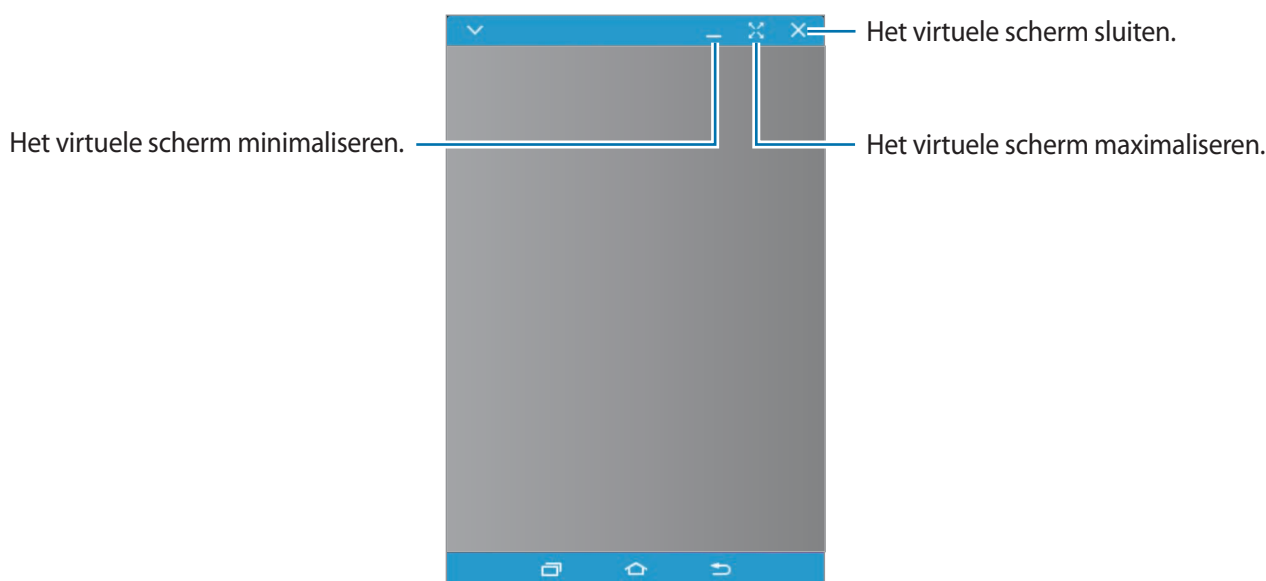 Het virtuele scherm sluiten.
Het virtuele scherm minimaliseren.
Het virtuele scherm maximaliseren.